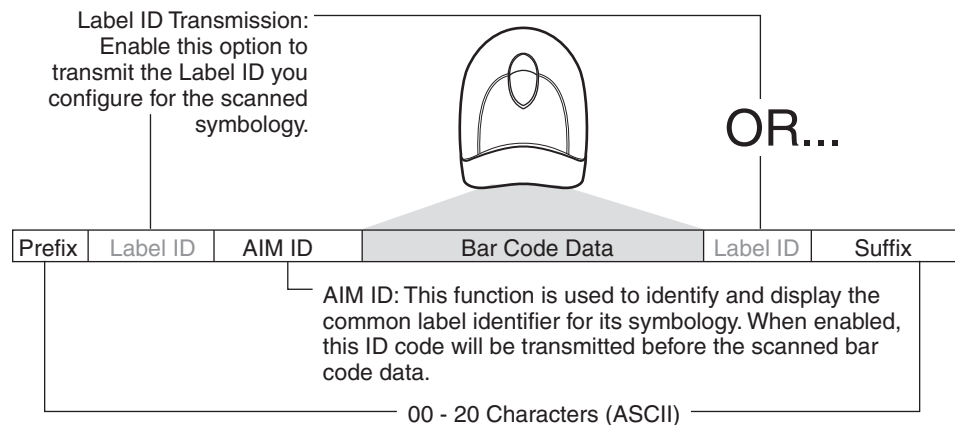 Label ID Transmission:
Enable this option to
transmit the Label ID you
configure for the scanned
symbology.
OR...
Prefix Label ID AIM ID Bar Code Data Label ID Suffix
AIM ID: This function is used to identify and display the
common label identifier for its symbology. When enabled,
this ID code will be transmitted before the scanned bar
code data.
00 - 20 Characters (ASCII)